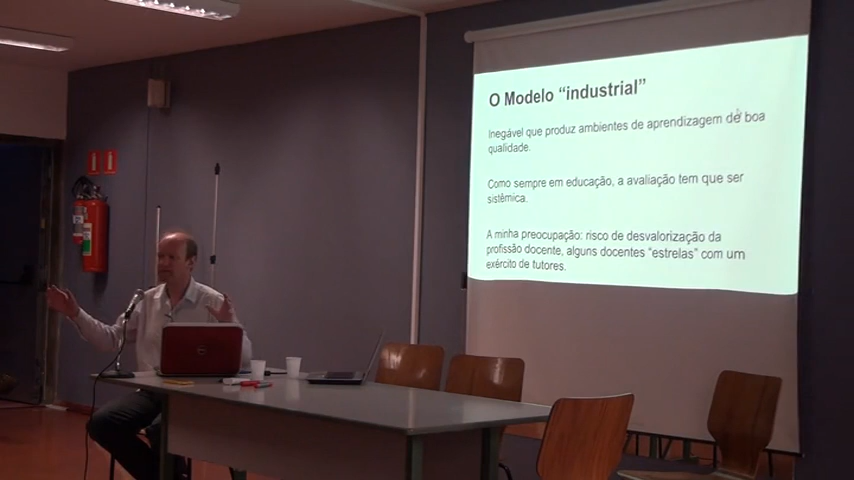 O Modelo “industrial”
Inegável que produz ambientes de aprendizagem de boa
qualidade.
Como sempre em educação, a avaliação tem que ser
sistêmica.
A minha preocupação: risco de desvalorização da
profissão docente, alguns docentes “estrelas” com um
exército de tutores.